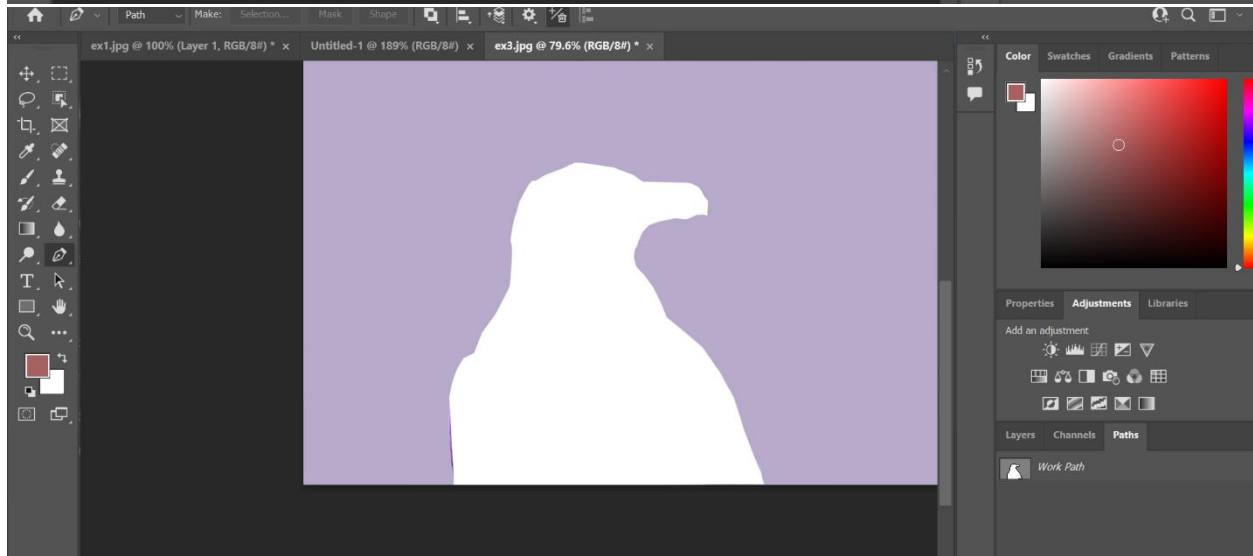 Path Make: Selection... Mask Shape
ex1.jpg @ 100% (Layer 1, RGB/8#) * × Untitled-1 @ 189% (RGB/8#) × ex3.jpg @ 79.6% (RGB/8#) * ×
Color Swatches Gradients Patterns
Properties Adjustments Libraries
Add an adjustment
Layers Channels Paths
Work Path